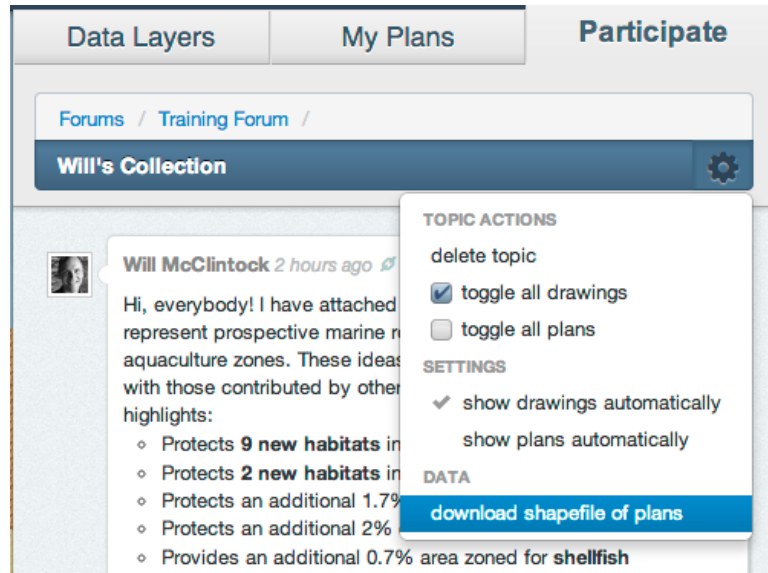 Data Layers
My Plans
Participate
Forums / Training Forum /
Will's Collection
TOPIC ACTIONS
delete topic
toggle all drawings
toggle all plans
SETTINGS
show drawings automatically
show plans automatically
DATA
download shapefile of plans
Will McClintock 2 hours ago
Hi, everybody! I have attached
represent prospective marine
aquaculture zones. These ideas
with those contributed by other
highlights:
Protects 9 new habitats in
Protects 2 new habitats in
Protects an additional 1.7%
Protects an additional 2%
Provides an additional 0.7% area zoned for shellfish